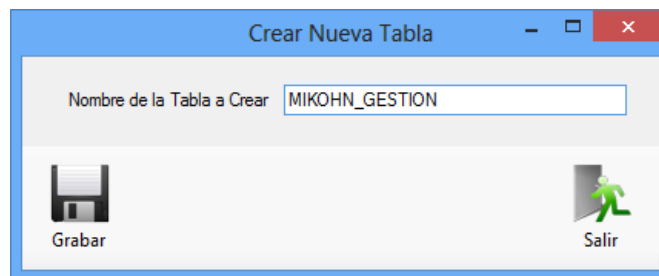 Crear Nueva Tabla
Nombre de la Tabla a Crear MIKOHN_GESTION
Grabar Salir